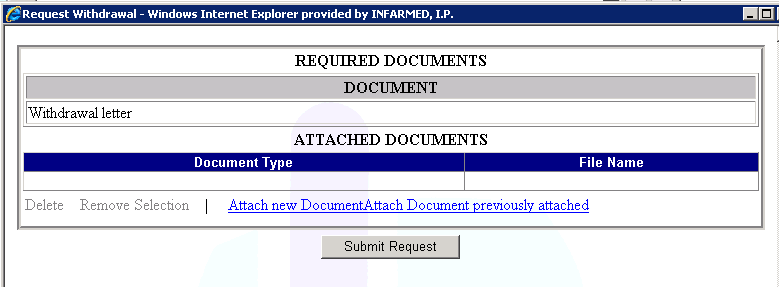 Request Withdrawal - Windows Internet Explorer provided by INFARMED, I.P.
REQUIRED DOCUMENTS
DOCUMENT
Withdrawal letter
ATTACHED DOCUMENTS
Document Type File Name
Delete Remove Selection | Attach new DocumentAttach Document previously attached
Submit Request